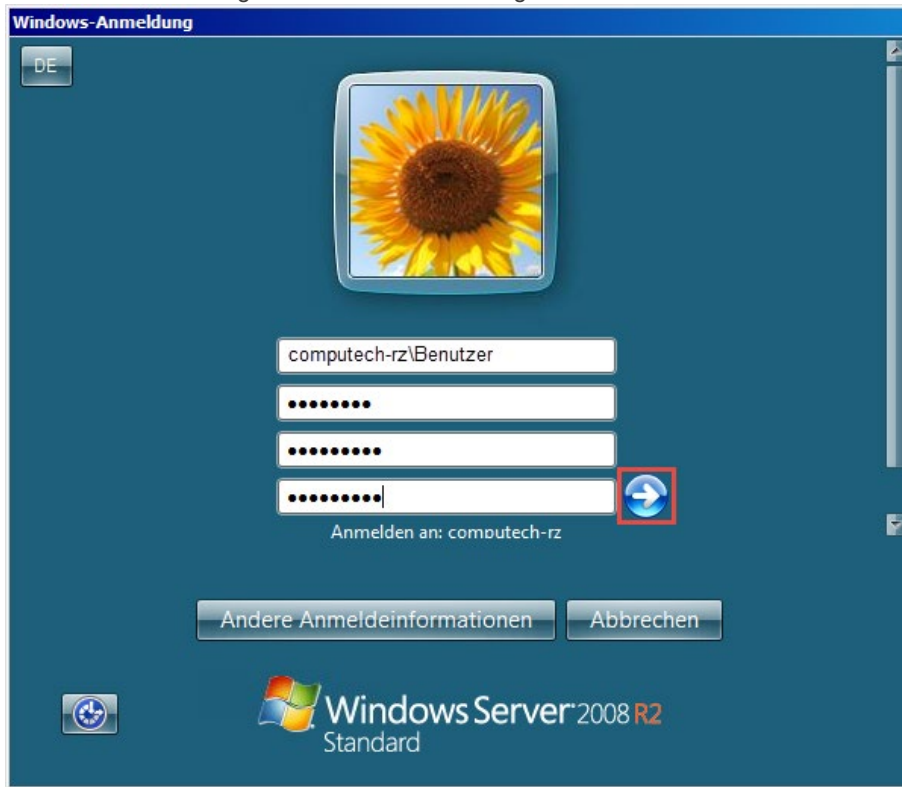 Windows-Anmeldung
DE
computech-rz\Benutzer
••••••••
•••••••••
•••••••••
Anmelden an: computech-rz
Andere Anmeldeinformationen
Abbrechen
Windows Server 2008 R2
Standard